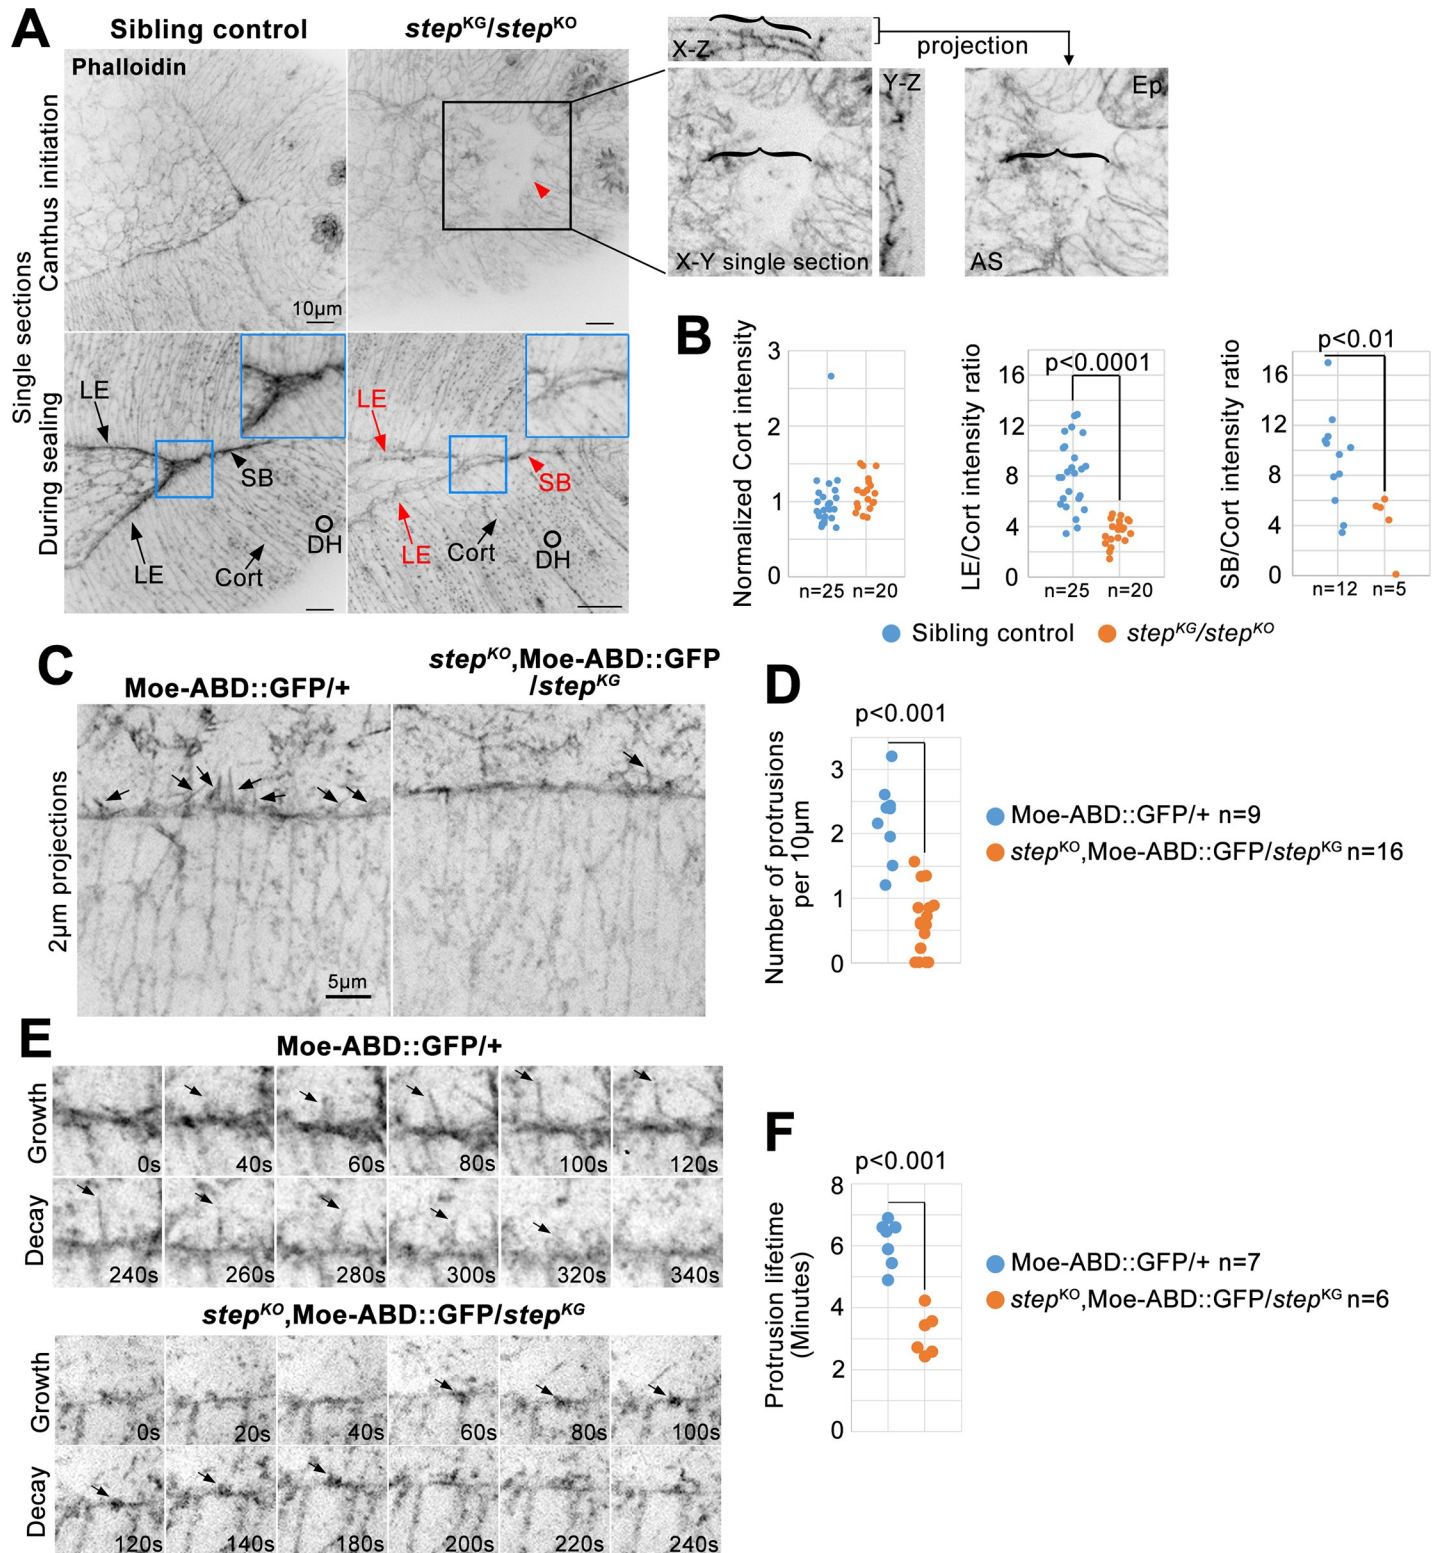 A
Sibling control
step^KG/step^KO
Phalloidin
Single sections
Canthus initiation
During sealing
10µm
X-Z
projection
Y-Z
X-Y single section
Ep
AS
LE
LE
SB
Cort
DH
LE
LE
SB
Cort
DH
B
Normalized Cort intensity
3
2
1
0
n=25 n=20
LE/Cort intensity ratio
p<0.0001
16
12
8
4
0
n=25 n=20
SB/Cort intensity ratio
p<0.01
16
12
8
4
0
n=12 n=5
Sibling control step^KG/step^KO
C
Moe-ABD::GFP/+
step^KO,Moe-ABD::GFP
/step^KG
2µm projections
5µm
D
p<0.001
Number of protrusions
per 10µm
3
2
1
0
Moe-ABD::GFP/+ n=9
step^KO,Moe-ABD::GFP/step^KG n=16
E
Moe-ABD::GFP/+
Growth
0s 40s 60s 80s 100s 120s
Decay
240s 260s 280s 300s 320s 340s
step^KO,Moe-ABD::GFP/step^KG
Growth
0s 20s 40s 60s 80s 100s
Decay
120s 140s 180s 200s 220s 240s
F
p<0.001
Protrusion lifetime
(Minutes)
8
6
4
2
0
Moe-ABD::GFP/+ n=7
step^KO,Moe-ABD::GFP/step^KG n=6